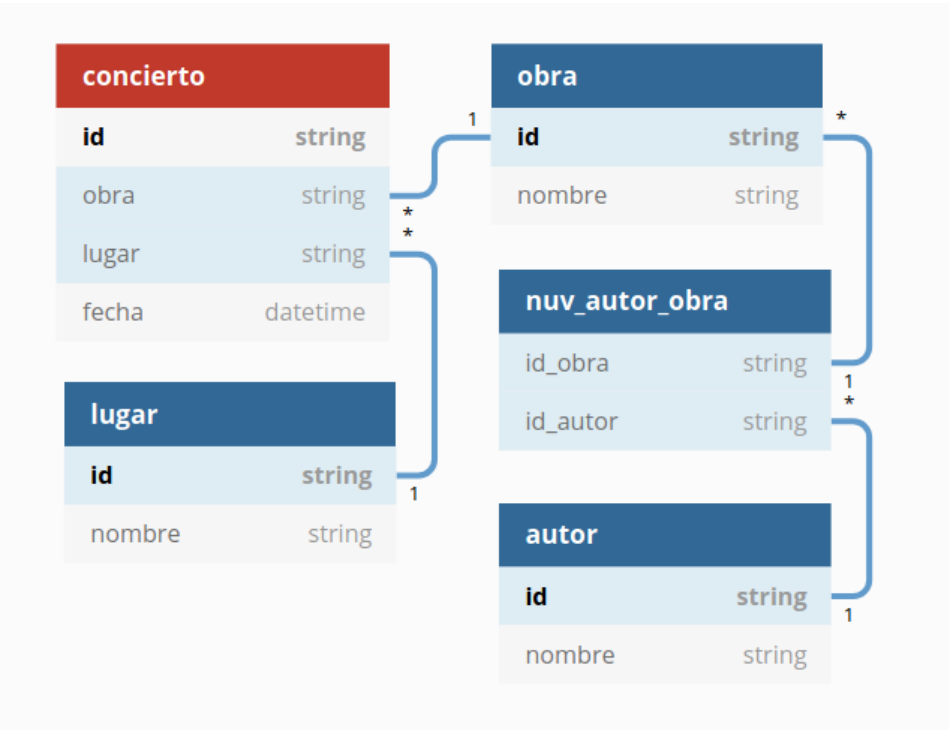 concierto
id string
obra string
lugar string
fecha datetime
1
*
*
lugar
id string
nombre string
1
obra
id string
nombre string
*
nuv_autor_obra
id_obra string
id_autor string
1
*
autor
id string
nombre string
1